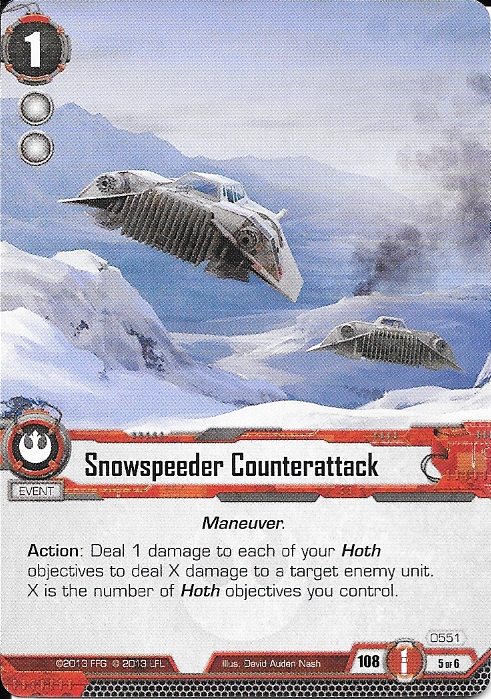 1
Snowspeeder Counterattack
EVENT
Maneuver.
Action: Deal 1 damage to each of your Hoth
objectives to deal X damage to a target enemy unit.
X is the number of Hoth objectives you control.
0551
©2013 FFG © 2013 LFL
Illus. David Auden Nash
108
5 OF 6